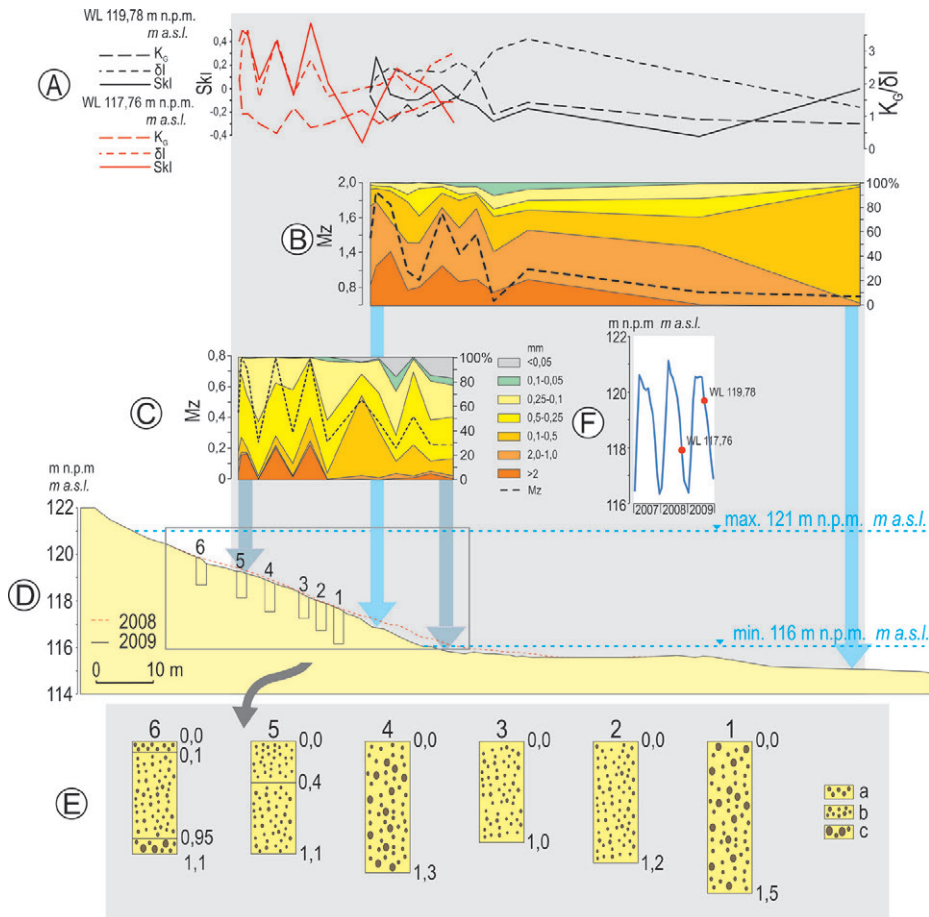 WL 119,78 m n.p.m.
m a.s.l.
K_G
δI
SkI
WL 117,76 m n.p.m.
m a.s.l.
K_G
δI
SkI
A
SkI
0,4
0,2
0
-0,2
-0,4
K_G/δI
3
2
1
0
B
Mz
2,0
1,6
1,4
0,8
100%
80
60
40
20
0
C
Mz
0,8
0,6
0,4
0,2
0
100%
80
60
40
20
0
mm
<0,05
0,1-0,05
0,25-0,1
0,5-0,25
0,1-0,5
2,0-1,0
>2
Mz
F
m n.p.m m a.s.l.
122
120
118
116
WL 119,78
WL 117,76
2007 2008 2009
D
m n.p.m
m a.s.l.
122
120
118
116
114
max. 121 m n.p.m. m a.s.l.
min. 116 m n.p.m. m a.s.l.
6
5
4
3
2
1
2008
2009
0 10 m
E
6
0,0
0,1
0,95
1,1
5
0,0
0,4
1,1
4
0,0
1,3
3
0,0
1,0
2
0,0
1,2
1
0,0
1,5
a
b
c